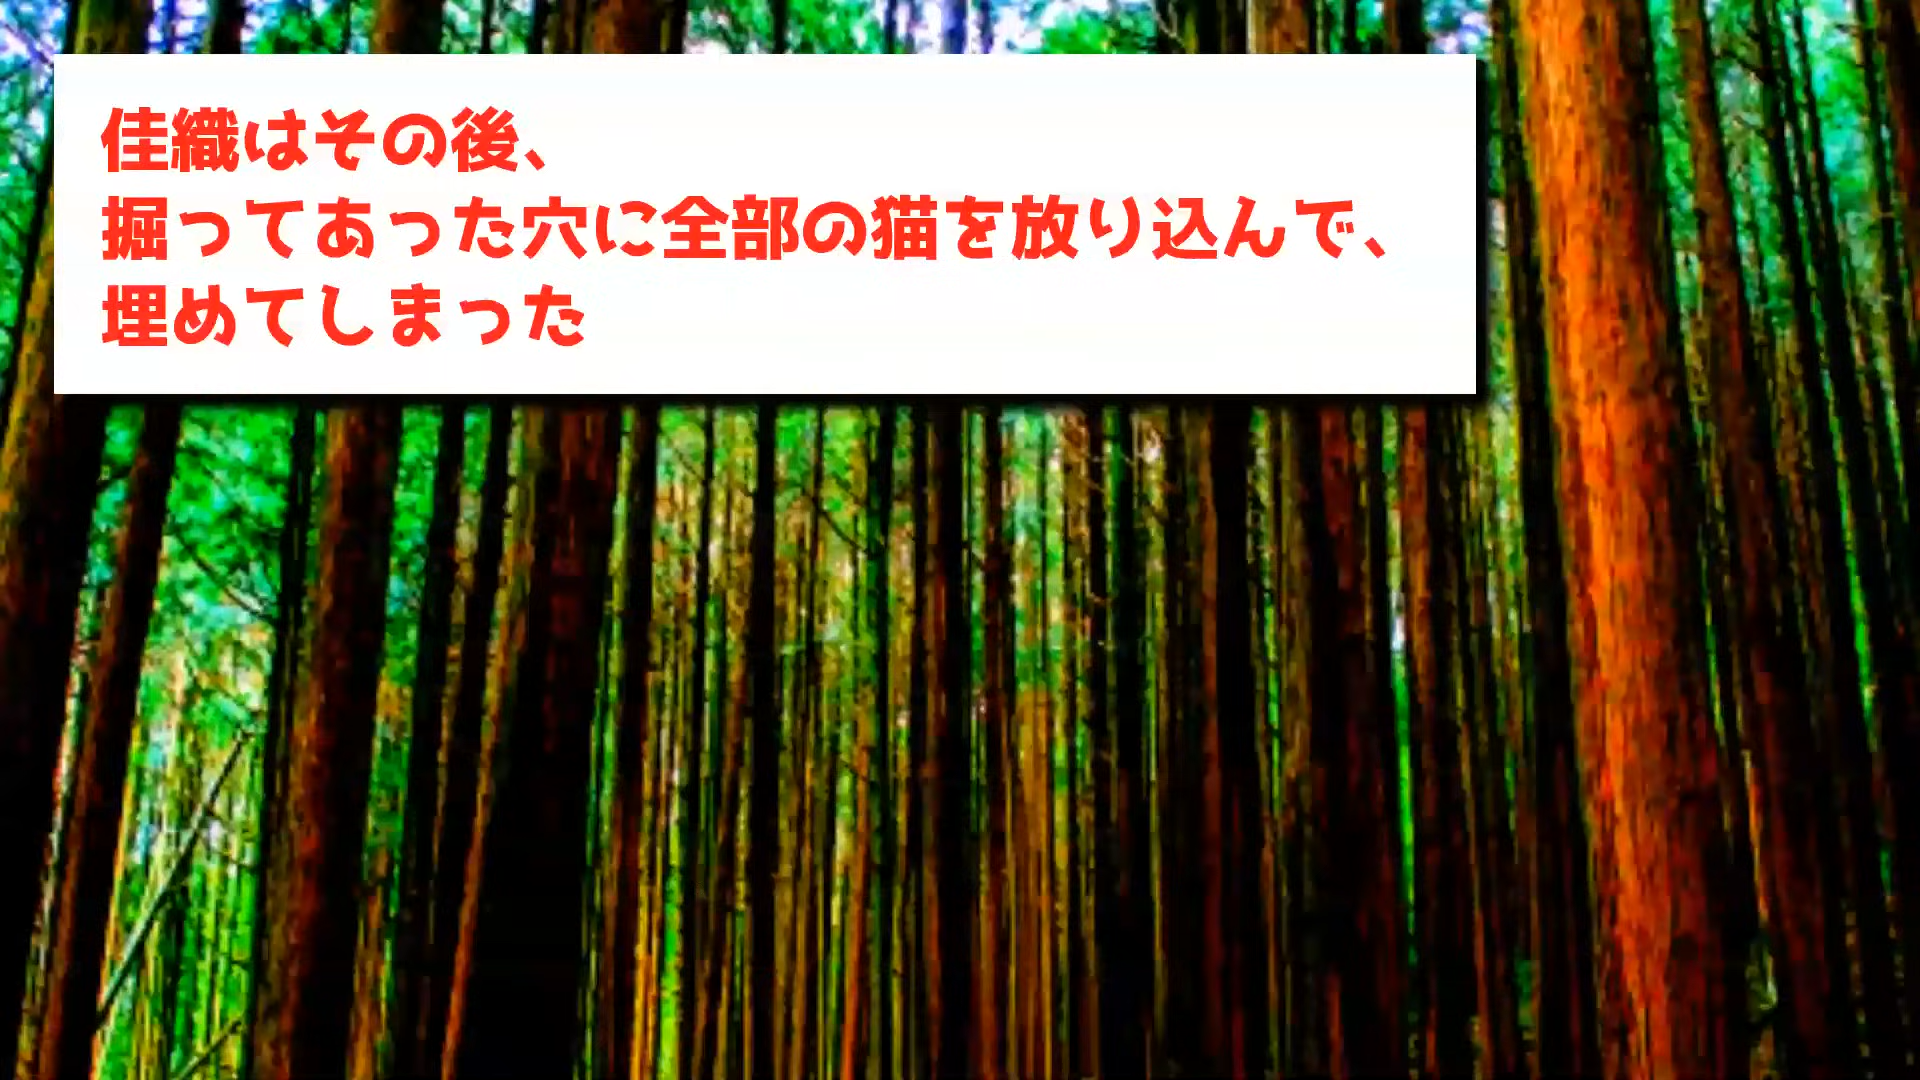 佳織はその後、
掘ってあった穴に全部の猫を放り込んで、
埋めてしまった